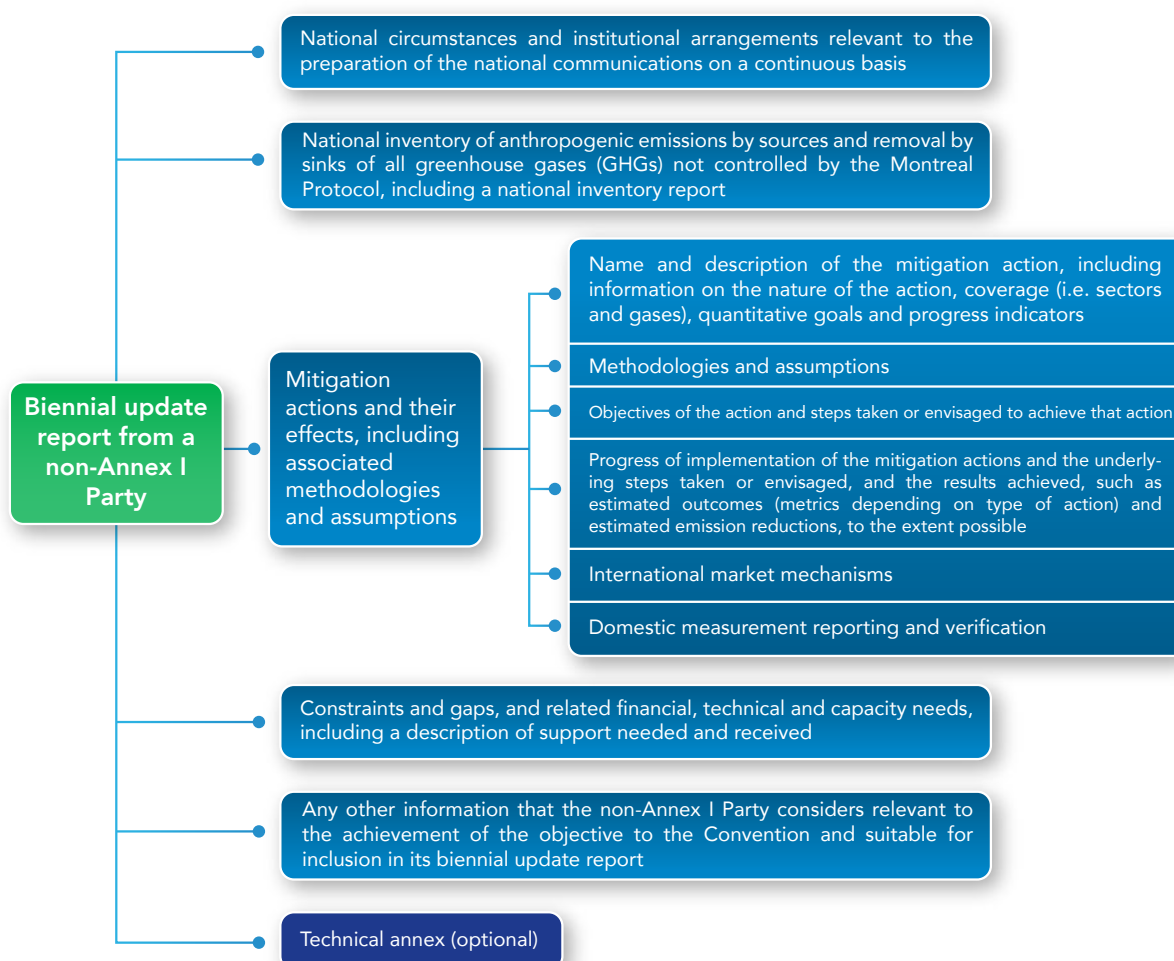 National circumstances and institutional arrangements relevant to the
preparation of the national communications on a continuous basis
National inventory of anthropogenic emissions by sources and removal by
sinks of all greenhouse gases (GHGs) not controlled by the Montreal
Protocol, including a national inventory report
Biennial update
report from a
non-Annex I
Party
Mitigation
actions and their
effects, including
associated
methodologies
and assumptions
Name and description of the mitigation action, including
information on the nature of the action, coverage (i.e. sectors
and gases), quantitative goals and progress indicators
Methodologies and assumptions
Objectives of the action and steps taken or envisaged to achieve that action
Progress of implementation of the mitigation actions and the underly-
ing steps taken or envisaged, and the results achieved, such as
estimated outcomes (metrics depending on type of action) and
estimated emission reductions, to the extent possible
International market mechanisms
Domestic measurement reporting and verification
Constraints and gaps, and related financial, technical and capacity needs,
including a description of support needed and received
Any other information that the non-Annex I Party considers relevant to
the achievement of the objective to the Convention and suitable for
inclusion in its biennial update report
Technical annex (optional)